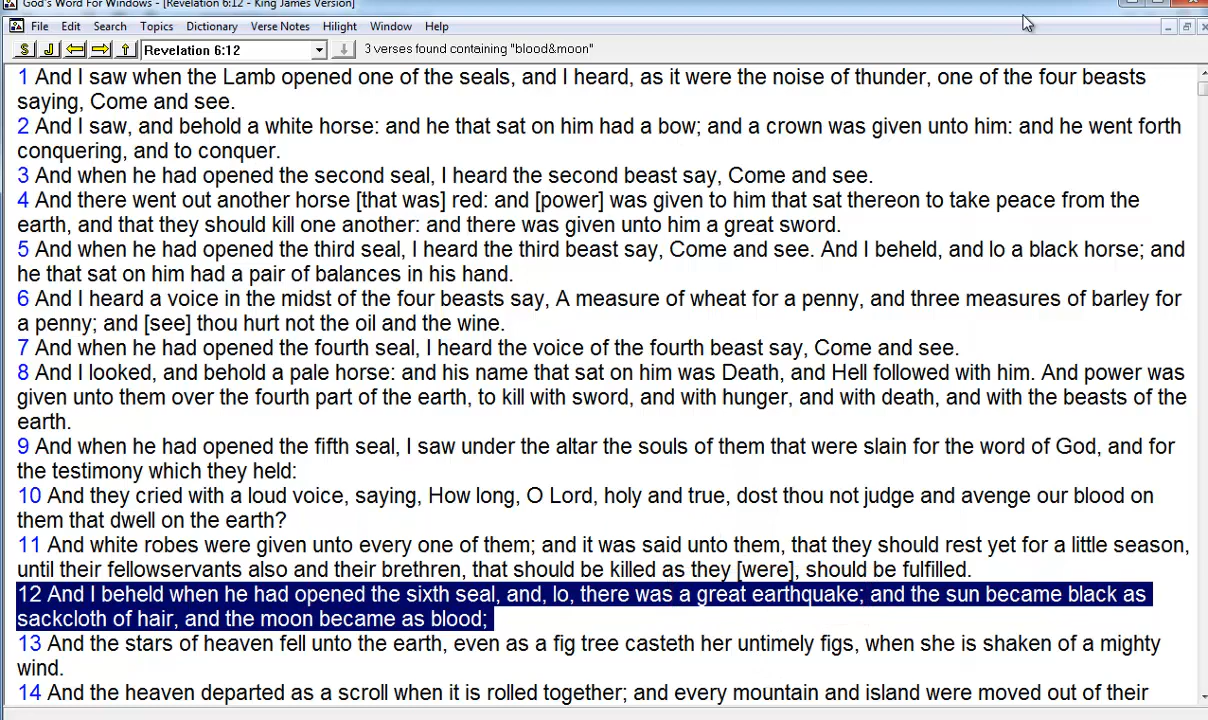 God's Word For Windows - [Revelation 6:12 - King James Version]
File Edit Search Topics Dictionary Verse Notes Hilight Window Help
S J Revelation 6:12 3 verses found containing "blood&moon"
1 And I saw when the Lamb opened one of the seals, and I heard, as it were the noise of thunder, one of the four beasts
saying, Come and see.
2 And I saw, and behold a white horse: and he that sat on him had a bow; and a crown was given unto him: and he went forth
conquering, and to conquer.
3 And when he had opened the second seal, I heard the second beast say, Come and see.
4 And there went out another horse [that was] red: and [power] was given to him that sat thereon to take peace from the
earth, and that they should kill one another: and there was given unto him a great sword.
5 And when he had opened the third seal, I heard the third beast say, Come and see. And I beheld, and lo a black horse; and
he that sat on him had a pair of balances in his hand.
6 And I heard a voice in the midst of the four beasts say, A measure of wheat for a penny, and three measures of barley for
a penny; and [see] thou hurt not the oil and the wine.
7 And when he had opened the fourth seal, I heard the voice of the fourth beast say, Come and see.
8 And I looked, and behold a pale horse: and his name that sat on him was Death, and Hell followed with him. And power was
given unto them over the fourth part of the earth, to kill with sword, and with hunger, and with death, and with the beasts of the
earth.
9 And when he had opened the fifth seal, I saw under the altar the souls of them that were slain for the word of God, and for
the testimony which they held:
10 And they cried with a loud voice, saying, How long, O Lord, holy and true, dost thou not judge and avenge our blood on
them that dwell on the earth?
11 And white robes were given unto every one of them; and it was said unto them, that they should rest yet for a little season,
until their fellowservants also and their brethren, that should be killed as they [were], should be fulfilled.
12 And I beheld when he had opened the sixth seal, and, lo, there was a great earthquake; and the sun became black as
sackcloth of hair, and the moon became as blood;
13 And the stars of heaven fell unto the earth, even as a fig tree casteth her untimely figs, when she is shaken of a mighty
wind.
14 And the heaven departed as a scroll when it is rolled together; and every mountain and island were moved out of their